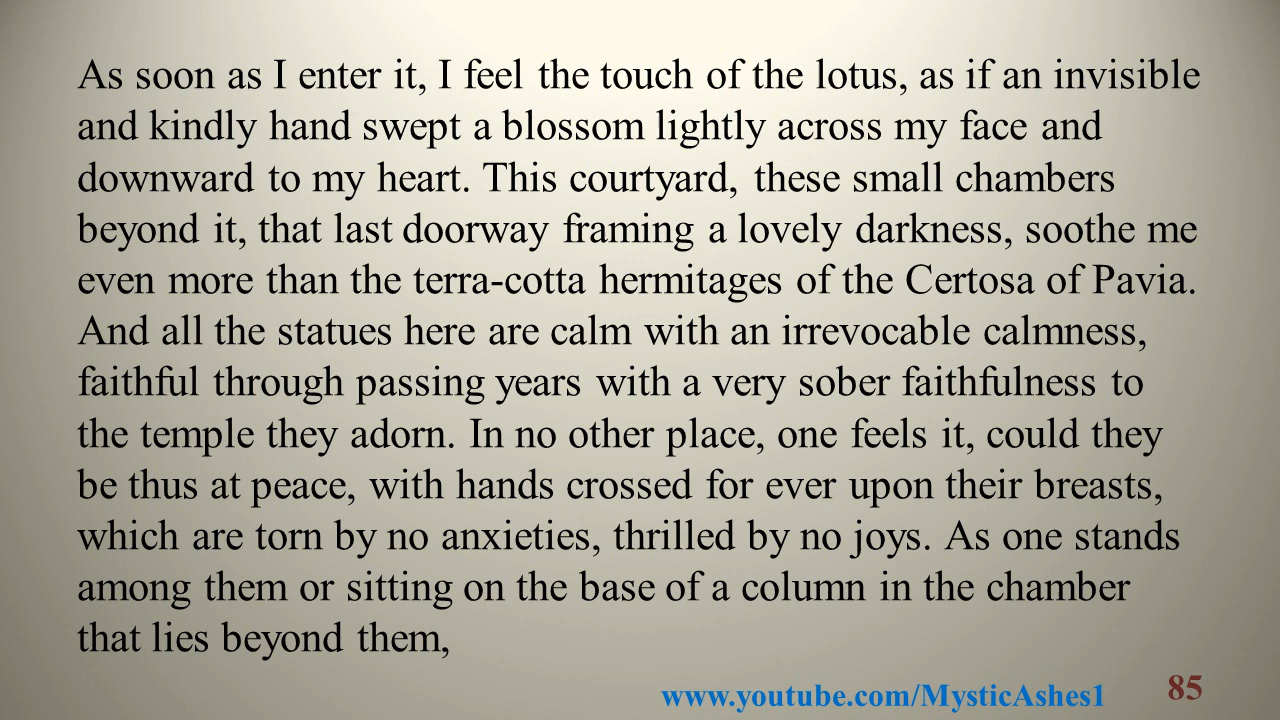 As soon as I enter it, I feel the touch of the lotus, as if an invisible
and kindly hand swept a blossom lightly across my face and
downward to my heart. This courtyard, these small chambers
beyond it, that last doorway framing a lovely darkness, soothe me
even more than the terra-cotta hermitages of the Certosa of Pavia.
And all the statues here are calm with an irrevocable calmness,
faithful through passing years with a very sober faithfulness to
the temple they adorn. In no other place, one feels it, could they
be thus at peace, with hands crossed for ever upon their breasts,
which are torn by no anxieties, thrilled by no joys. As one stands
among them or sitting on the base of a column in the chamber
that lies beyond them,
www.youtube.com/MysticAshes1
85